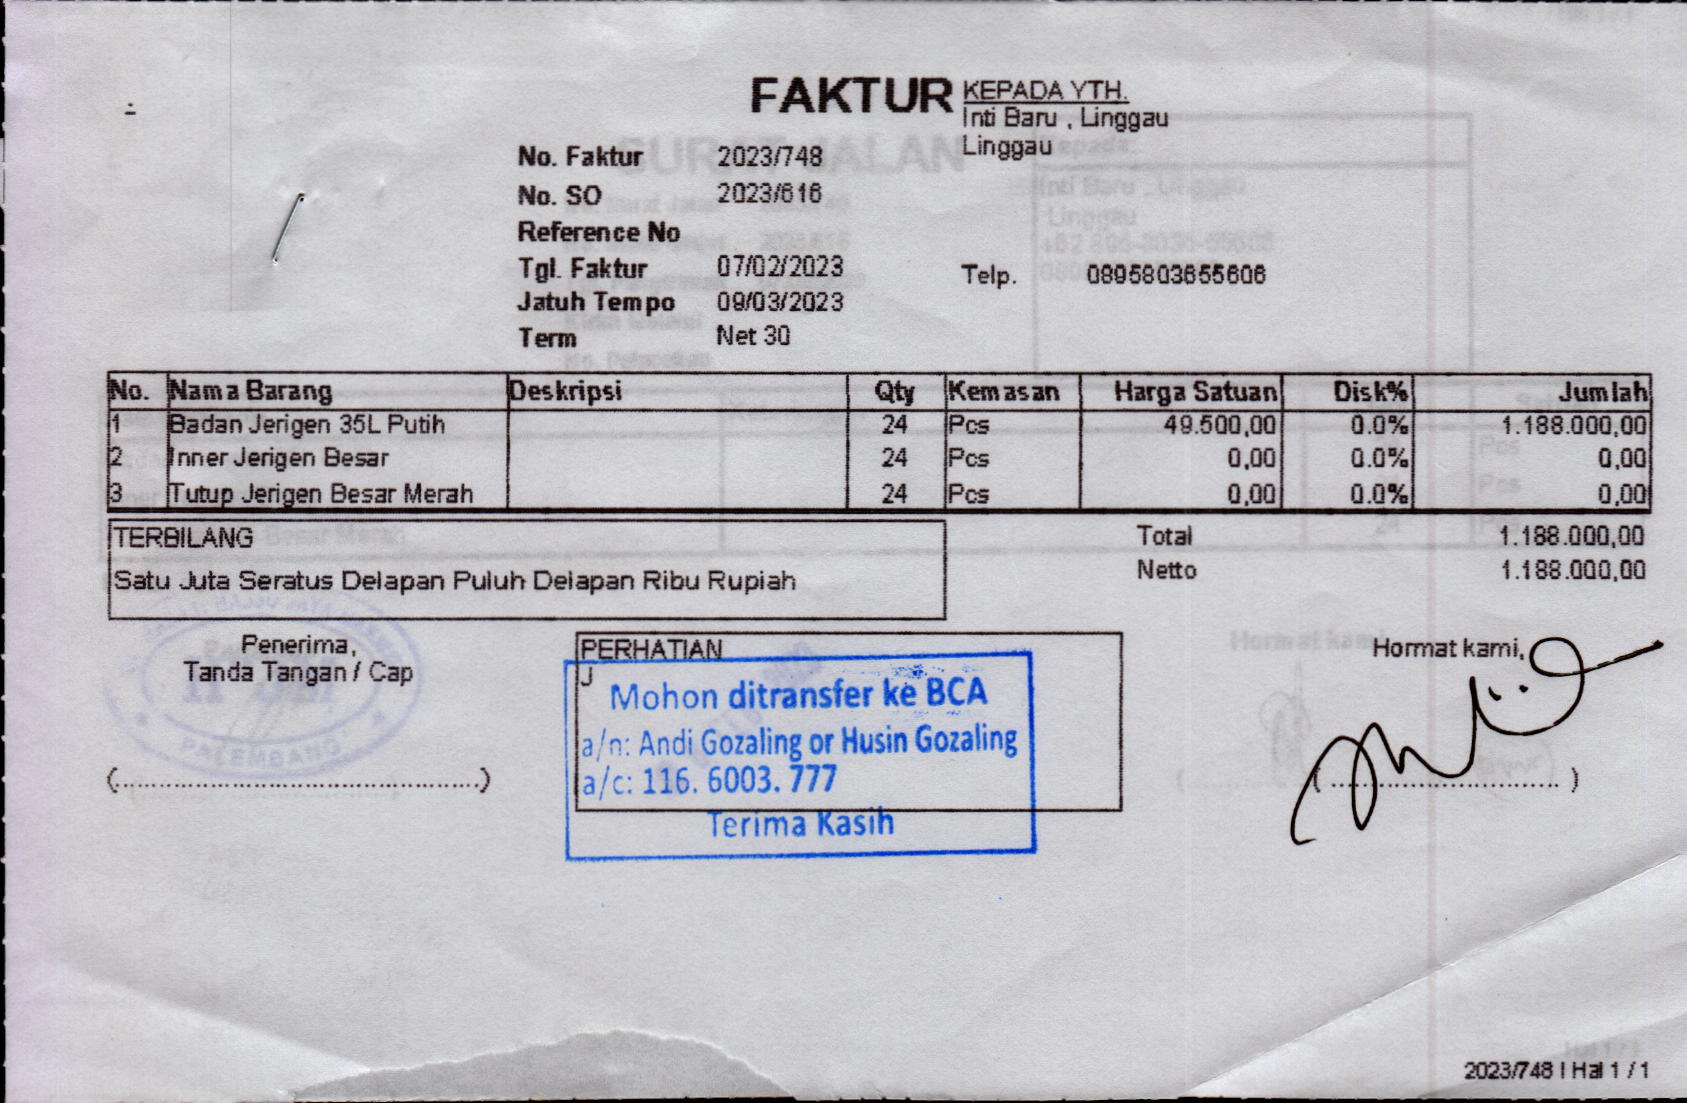 FAKTUR
KEPADA YTH.
Inti Baru , Linggau
Linggau
No. Faktur 2023/748
No. SO 2023/616
Reference No
Tgl. Faktur 07/02/2023
Jatuh Tempo 09/03/2023
Term Net 30
Telp. 0895803655606
No. Nama Barang Deskripsi Qty Kemasan Harga Satuan Disk% Jumlah
1 Badan Jerigen 35L Putih 24 Pcs 49.500,00 0.0% 1.188.000,00
2 Inner Jerigen Besar 24 Pcs 0,00 0.0% 0,00
3 Tutup Jerigen Besar Merah 24 Pcs 0,00 0.0% 0,00
TERBILANG
Satu Juta Seratus Delapan Puluh Delapan Ribu Rupiah
Total 1.188.000,00
Netto 1.188.000,00
Penerima,
Tanda Tangan / Cap
(..........................................)
PERHATIAN
J
Mohon ditransfer ke BCA
a/n: Andi Gozaling or Husin Gozaling
a/c: 116. 6003. 777
Terima Kasih
Hormat kami,
( .............................. )
PALEMBANG
2023/748 I Hal 1 / 1